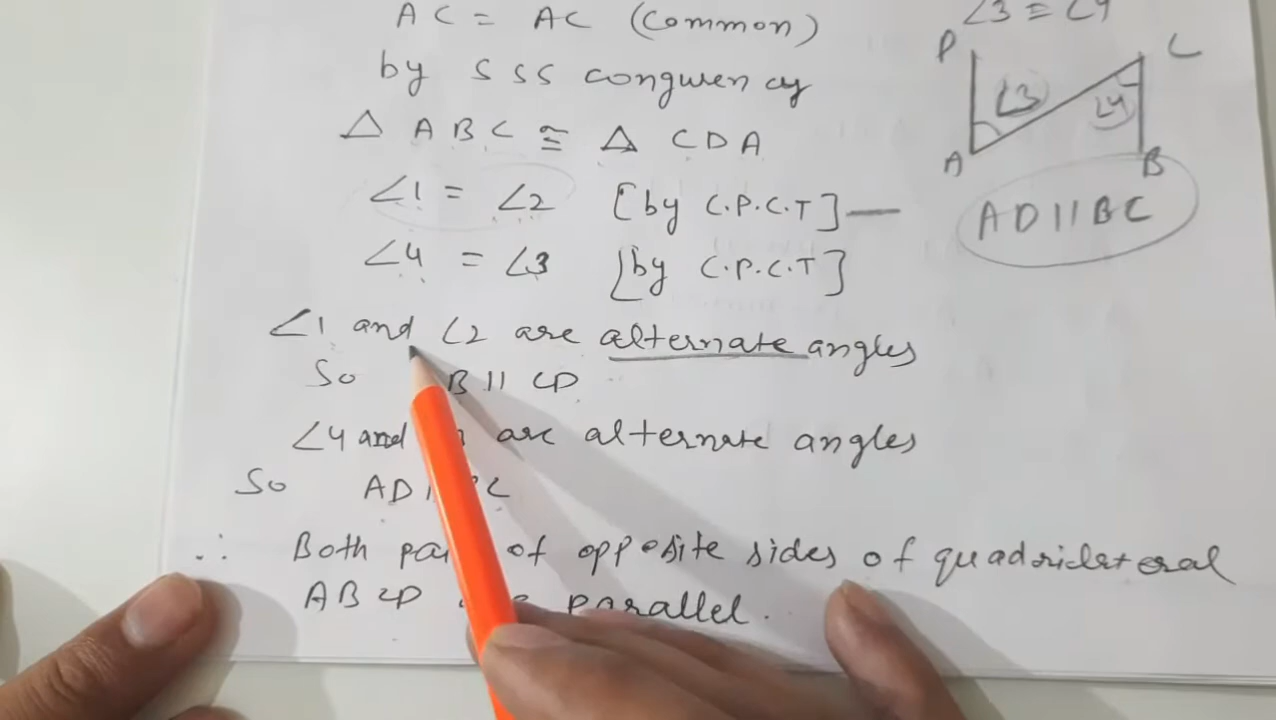 AC = AC (Common)
by SSS congruency
△ ABC ≅ △ CDA
∠1 = ∠2 [by C.P.C.T]—
∠4 = ∠3 [by C.P.C.T]
∠1 and ∠2 are alternate angles
So B || CD
∠4 and are alternate angles
So AD
∴ Both of opposite sides of quadrilateral
ABCD parallel.
∠3 = ∠4
D C
∠3 ∠4
A B
AD || BC